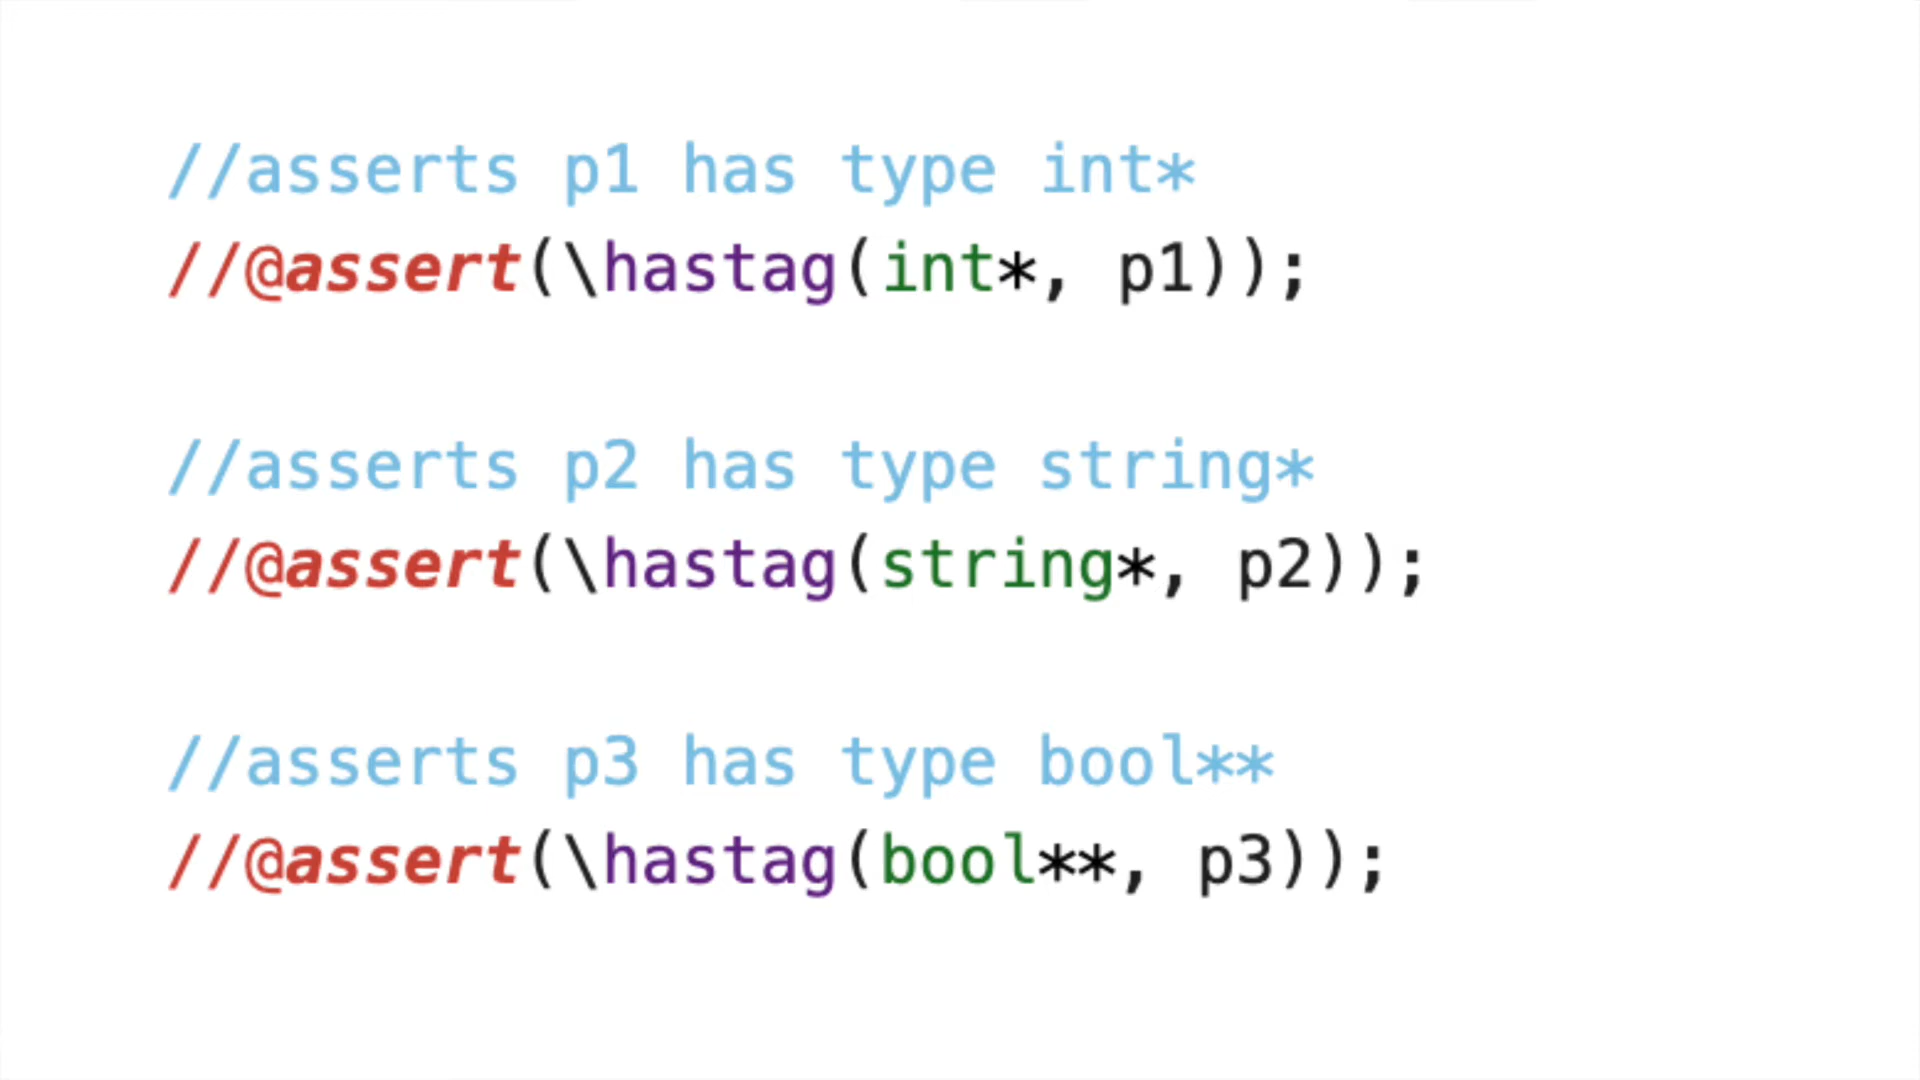 //asserts p1 has type int*
//@assert(\hastag(int*, p1));
//asserts p2 has type string*
//@assert(\hastag(string*, p2));
//asserts p3 has type bool**
//@assert(\hastag(bool**, p3));